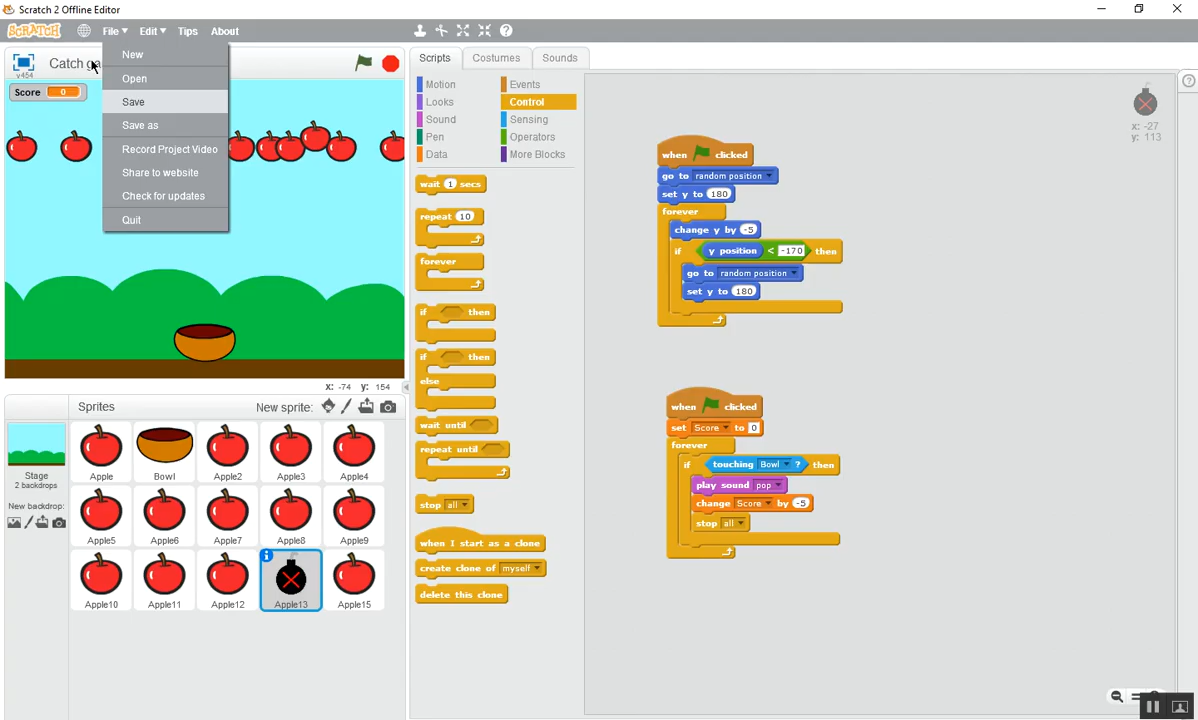 Scratch 2 Offline Editor
SCRATCH File Edit Tips About
New
Open
Save
Save as
Record Project Video
Share to website
Check for updates
Quit
v454
Catch ga
Score 0
x: -74 y: 154
Sprites New sprite:
Stage
2 backdrops
New backdrop:
Apple Bowl Apple2 Apple3 Apple4
Apple5 Apple6 Apple7 Apple8 Apple9
Apple10 Apple11 Apple12 Apple13 Apple15
Scripts Costumes Sounds
Motion Events
Looks Control
Sound Sensing
Pen Operators
Data More Blocks
wait 1 secs
repeat 10
forever
if then
if then
else
wait until
repeat until
stop all
when I start as a clone
create clone of myself
delete this clone
when clicked
go to random position
set y to 180
forever
change y by -5
if y position < -170 then
go to random position
set y to 180
when clicked
set Score to 0
forever
if touching Bowl ? then
play sound pop
change Score by -5
stop all
x: -27
y: 113